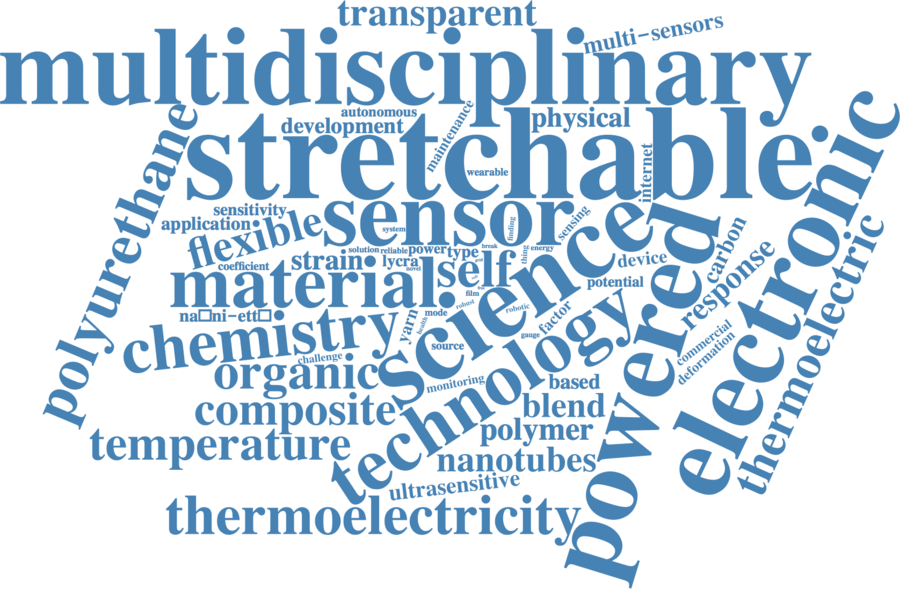 transparent
multi-sensors
multidisciplinary
autonomous
development
maintenance
physical
stretchable
wearable
internet
polyurethane
electronic
sensitivity
application
flexible
sensor
system
finding
sensing
science
powered
carbon
response
thermoelectric
solution
reliable
power
type
break
thing
energy
coefficient
strain
lycra
novel
self
device
material
film
potential
na□ni-ett□
yarn
health
mode
robust
robotic
factor
chemistry
source
gauge
technology
commercial
deformation
challenge
organic
monitoring
based
composite
blend
temperature
polymer
nanotubes
ultrasensitive
thermoelectricity